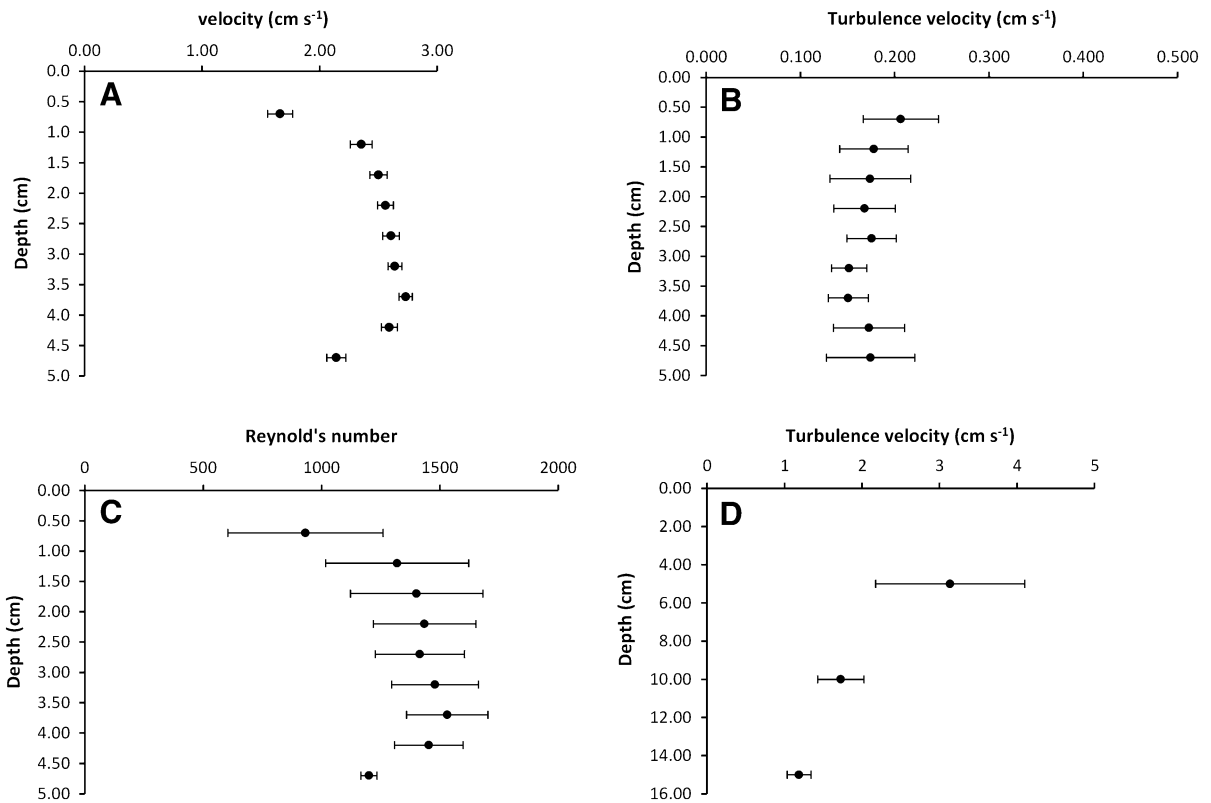 velocity (cm s-1)
0.00 1.00 2.00 3.00
0.0
0.5
1.0
1.5
2.0
2.5
3.0
3.5
4.0
4.5
5.0
Depth (cm)
A
Turbulence velocity (cm s-1)
0.000 0.100 0.200 0.300 0.400 0.500
0.00
0.50
1.00
1.50
2.00
2.50
3.00
3.50
4.00
4.50
5.00
Depth (cm)
B
Reynold's number
0 500 1000 1500 2000
0.00
0.50
1.00
1.50
2.00
2.50
3.00
3.50
4.00
4.50
5.00
Depth (cm)
C
Turbulence velocity (cm s-1)
0 1 2 3 4 5
0.00
2.00
4.00
6.00
8.00
10.00
12.00
14.00
16.00
Depth (cm)
D